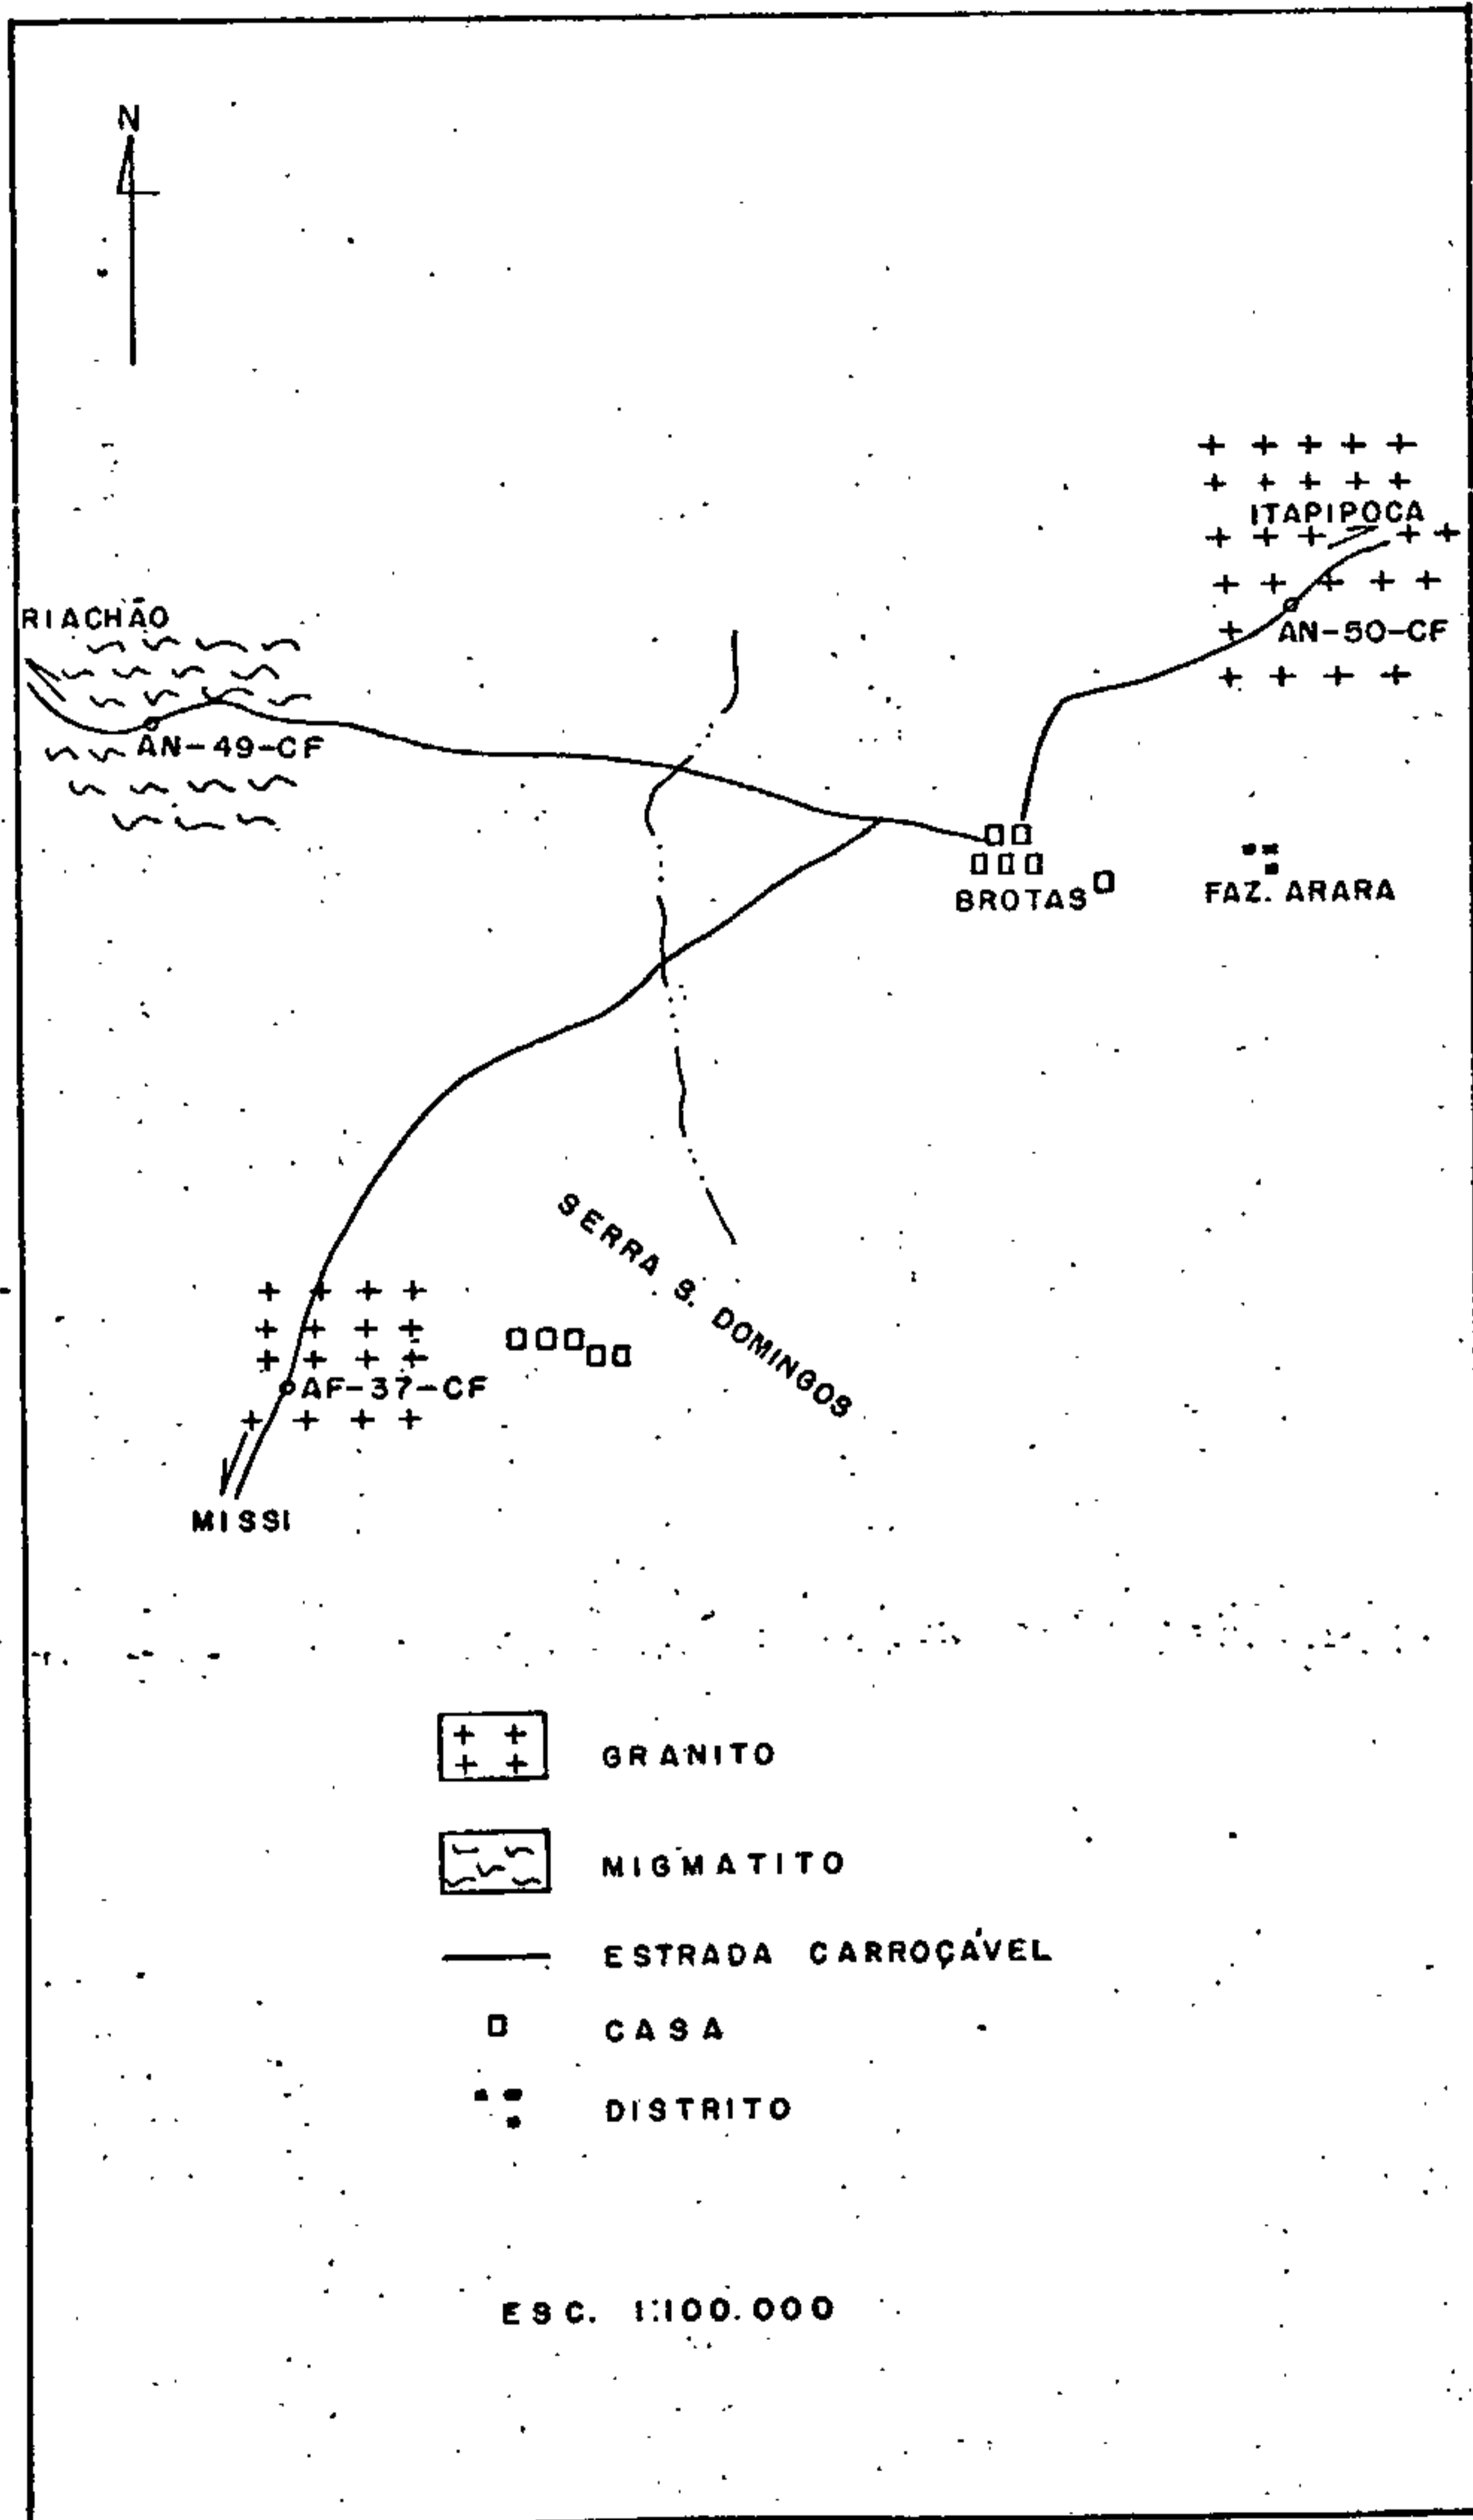 N
ITAPIPOCA
RIACHÃO
AN-50-CF
AN-49-CF
BROTAS
FAZ. ARARA
SERRA S. DOMINGOS
AF-37-CF
MISSI
GRANITO
MIGMATITO
ESTRADA CARROÇÁVEL
CASA
DISTRITO
ESC. 1:100.000